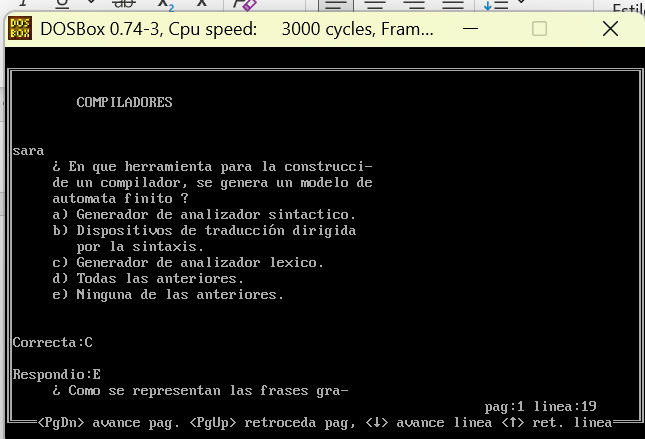 DOSBox 0.74-3, Cpu speed: 3000 cycles, Fram...
COMPILADORES
sara
¿ En que herramienta para la construcci-
de un compilador, se genera un modelo de
automata finito ?
a) Generador de analizador sintactico.
b) Dispositivos de traducción dirigida
por la sintaxis.
c) Generador de analizador lexico.
d) Todas las anteriores.
e) Ninguna de las anteriores.
Correcta:C
Respondio:E
¿ Como se representan las frases gra-
pag:1 linea:19
<PgDn> avance pag. <PgUp> retroceda pag, <↓> avance linea <↑> ret. linea